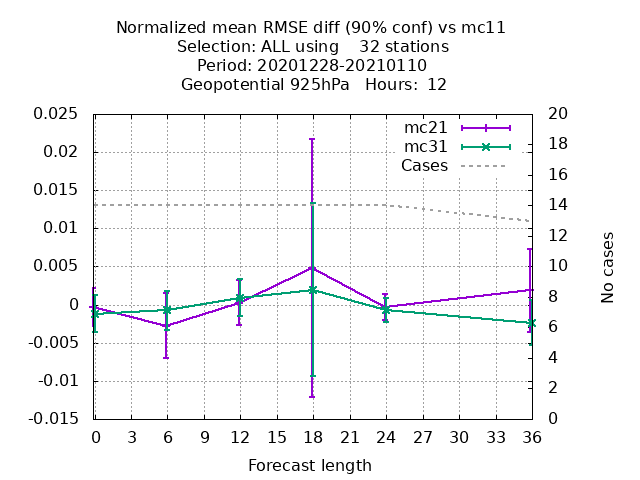 Normalized mean RMSE diff (90% conf) vs mc11
Selection: ALL using    32 stations
Period: 20201228-20210110
Geopotential 925hPa   Hours:  12
0.025
0.02
0.015
0.01
0.005
0
-0.005
-0.01
-0.015
20
18
16
14
12
10
8
6
4
2
0
mc21
mc31
Cases
No cases
0 3 6 9 12 15 18 21 24 27 30 33 36
Forecast length